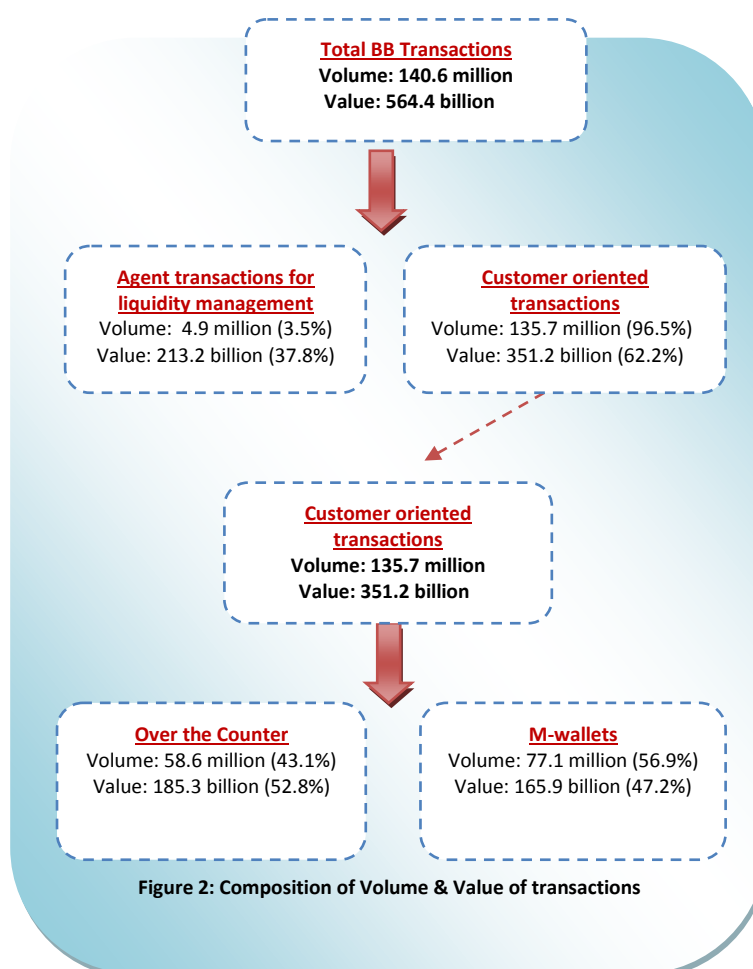 Total BB Transactions
Volume: 140.6 million
Value: 564.4 billion
Agent transactions for
liquidity management
Volume: 4.9 million (3.5%)
Value: 213.2 billion (37.8%)
Customer oriented
transactions
Volume: 135.7 million (96.5%)
Value: 351.2 billion (62.2%)
Customer oriented
transactions
Volume: 135.7 million
Value: 351.2 billion
Over the Counter
Volume: 58.6 million (43.1%)
Value: 185.3 billion (52.8%)
M-wallets
Volume: 77.1 million (56.9%)
Value: 165.9 billion (47.2%)
Figure 2: Composition of Volume & Value of transactions